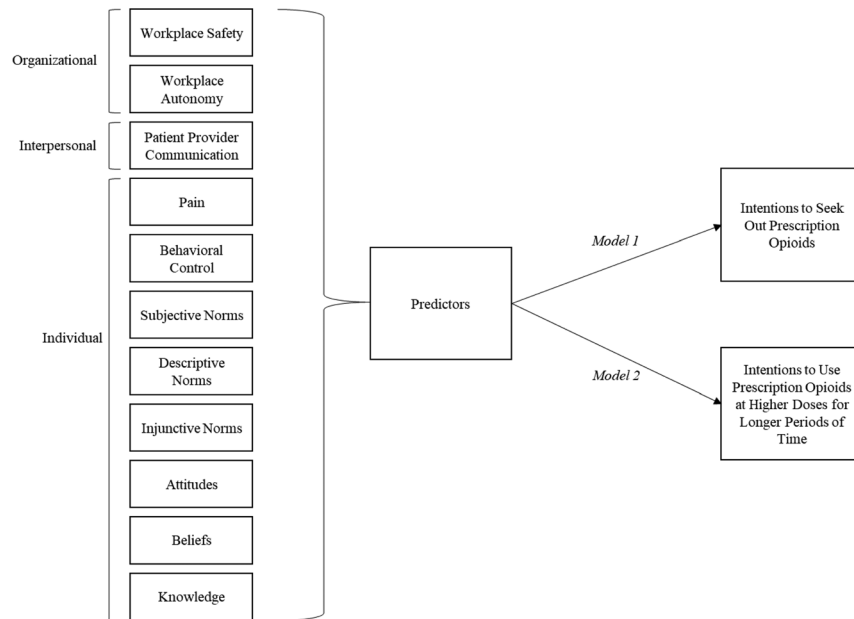 Organizational
Workplace Safety
Workplace
Autonomy
Interpersonal
Patient Provider
Communication
Individual
Pain
Behavioral
Control
Subjective Norms
Descriptive
Norms
Injunctive Norms
Attitudes
Beliefs
Knowledge
Predictors
Model 1
Model 2
Intentions to Seek
Out Prescription
Opioids
Intentions to Use
Prescription Opioids
at Higher Doses for
Longer Periods of
Time